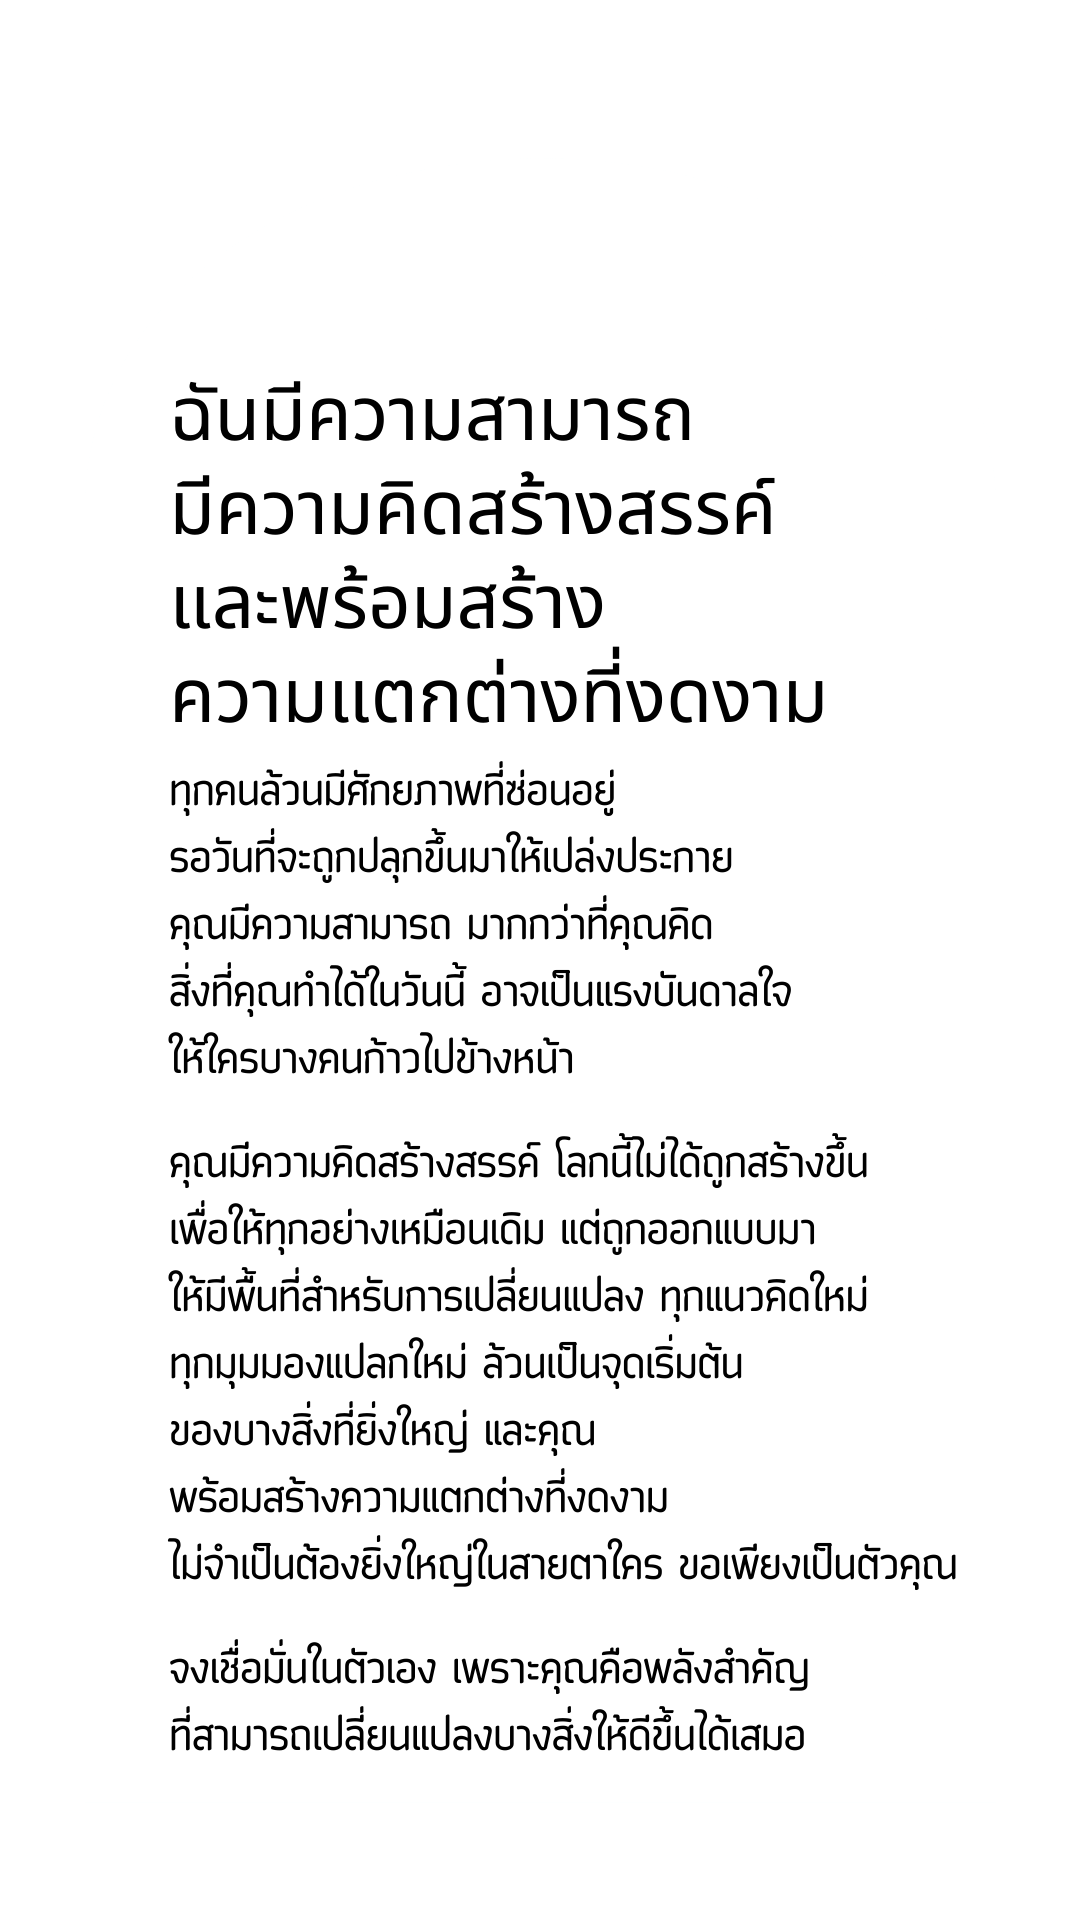 ฉันมีความสามารถ
มีความคิดสร้างสรรค์
และพร้อมสร้าง
ความแตกต่างที่งดงาม
ทุกคนล้วนมีศักยภาพที่ซ่อนอยู่
รอวันที่จะถูกปลุกขึ้นมาให้เปล่งประกาย
คุณมีความสามารถ มากกว่าที่คุณคิด
สิ่งที่คุณทำได้ในวันนี้ อาจเป็นแรงบันดาลใจ
ให้ใครบางคนก้าวไปข้างหน้า
คุณมีความคิดสร้างสรรค์ โลกนี้ไม่ได้ถูกสร้างขึ้น
เพื่อให้ทุกอย่างเหมือนเดิม แต่ถูกออกแบบมา
ให้มีพื้นที่สำหรับการเปลี่ยนแปลง ทุกแนวคิดใหม่
ทุกมุมมองแปลกใหม่ ล้วนเป็นจุดเริ่มต้น
ของบางสิ่งที่ยิ่งใหญ่ และคุณ
พร้อมสร้างความแตกต่างที่งดงาม
ไม่จำเป็นต้องยิ่งใหญ่ในสายตาใคร ขอเพียงเป็นตัวคุณ
จงเชื่อมั่นในตัวเอง เพราะคุณคือพลังสำคัญ
ที่สามารถเปลี่ยนแปลงบางสิ่งให้ดีขึ้นได้เสมอ